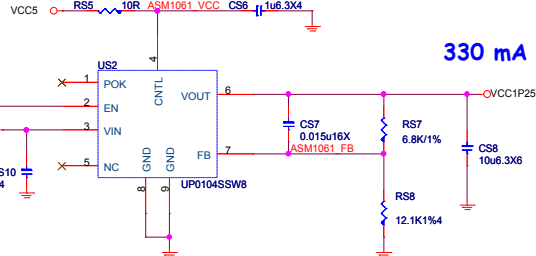 VCC5
RS5
10R
ASM1061_VCC
CS6
1u6.3X4
330 mA
US2
4
CNTL
1
POK
2
EN
3
VIN
5
NC
VOUT
6
FB
7
GND
GND
8
9
UP0104SSW8
VCC1P25
CS7
0.015u16X
ASM1061_FB
RS7
6.8K/1%
CS8
10u6.3X6
RS8
12.1K1%4
S10
4